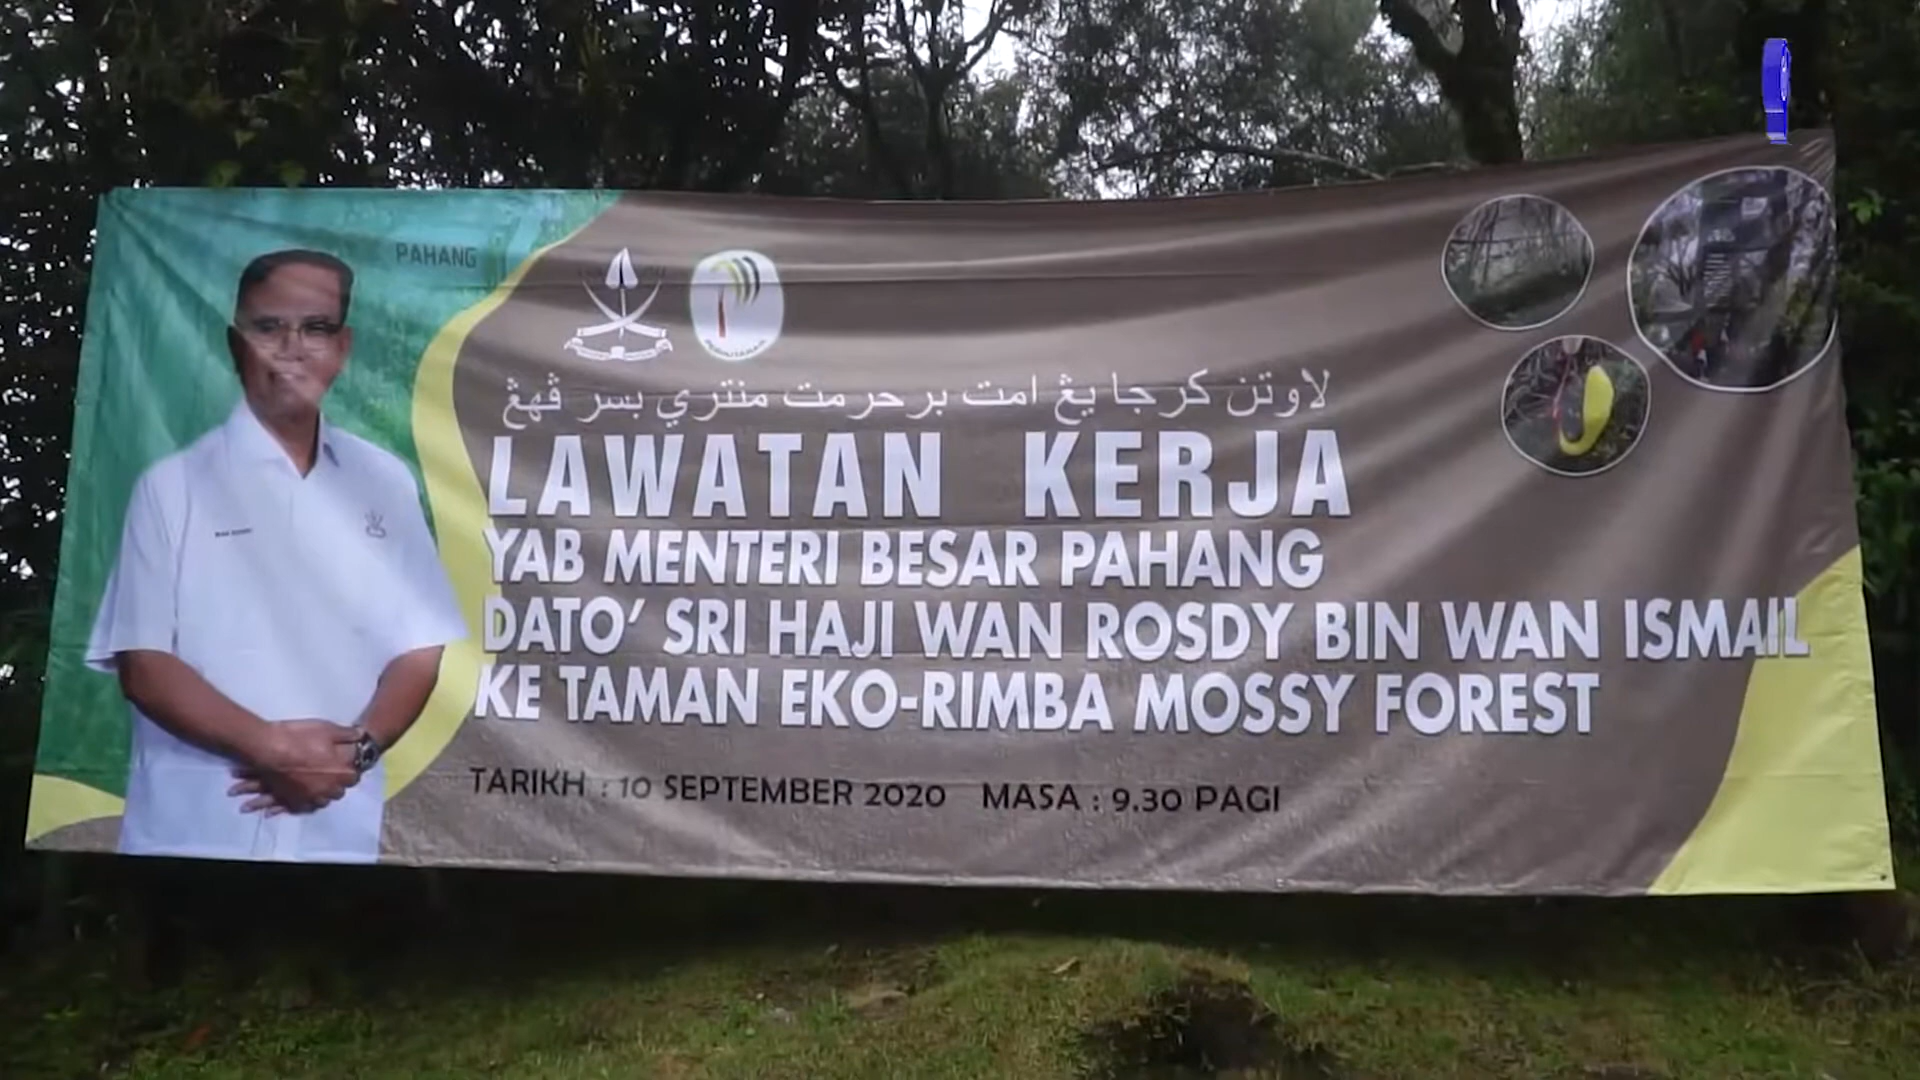 PAHANG
لاوتن كرجا يڠ امت برحرمت منتري بسر ڤهڠ
LAWATAN KERJA
YAB MENTERI BESAR PAHANG
DATO' SRI HAJI WAN ROSDY BIN WAN ISMAIL
KE TAMAN EKO-RIMBA MOSSY FOREST
TARIKH : 10 SEPTEMBER 2020 MASA : 9.30 PAGI